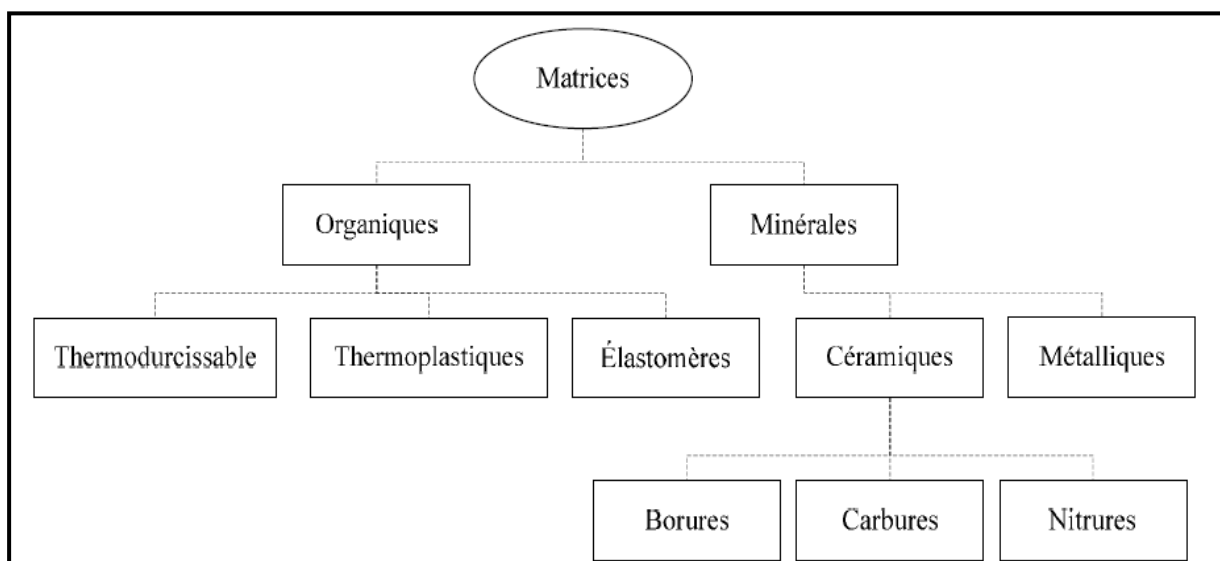 Matrices
Organiques
Minérales
Thermodurcissable
Thermoplastiques
Élastomères
Céramiques
Métalliques
Borures
Carbures
Nitrures